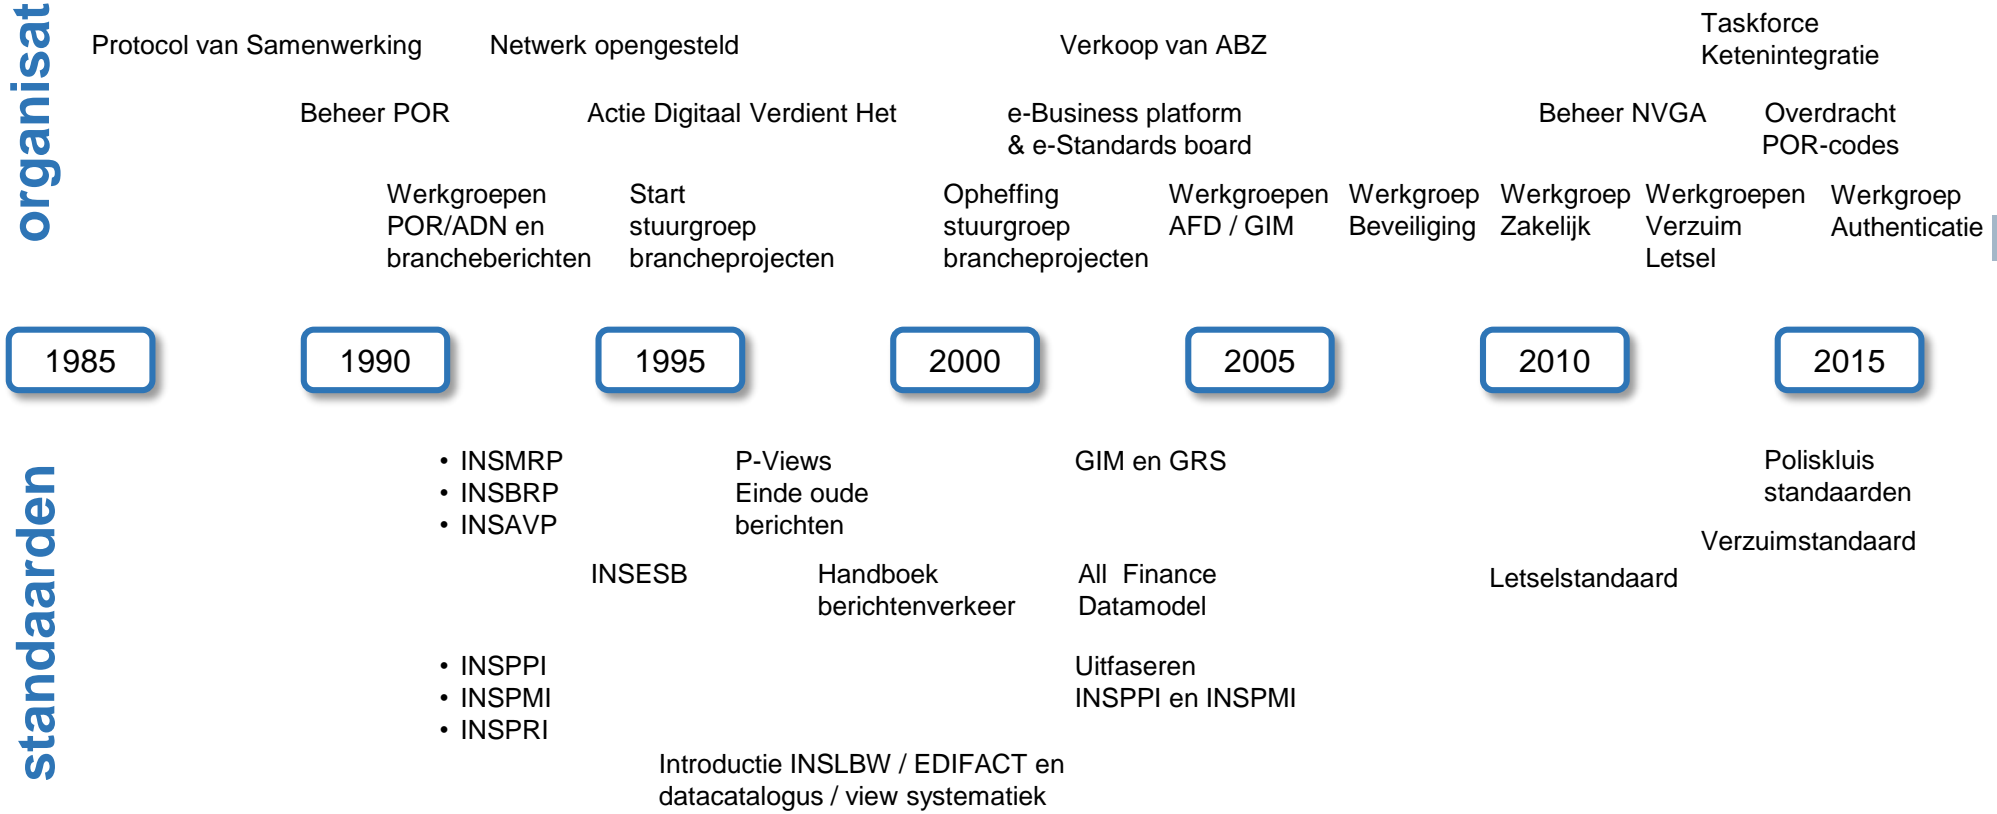 organisat
Protocol van Samenwerking
Netwerk opengesteld
Verkoop van ABZ
Taskforce
Ketenintegratie
Beheer POR
Actie Digitaal Verdient Het
e-Business platform
& e-Standards board
Beheer NVGA
Overdracht
POR-codes
Werkgroepen
POR/ADN en
brancheberichten
Start
stuurgroep
brancheprojecten
Opheffing
stuurgroep
brancheprojecten
Werkgroepen
AFD / GIM
Werkgroep
Beveiliging
Werkgroep
Zakelijk
Werkgroepen
Verzuim
Letsel
Werkgroep
Authenticatie
1985
1990
1995
2000
2005
2010
2015
standaarden
• INSMRP
• INSBRP
• INSAVP
P-Views
Einde oude
berichten
GIM en GRS
Poliskluis
standaarden
Verzuimstandaard
INSESB
Handboek
berichtenverkeer
All Finance
Datamodel
Letselstandaard
• INSPPI
• INSPMI
• INSPRI
Uitfaseren
INSPPI en INSPMI
Introductie INSLBW / EDIFACT en
datacatalogus / view systematiek